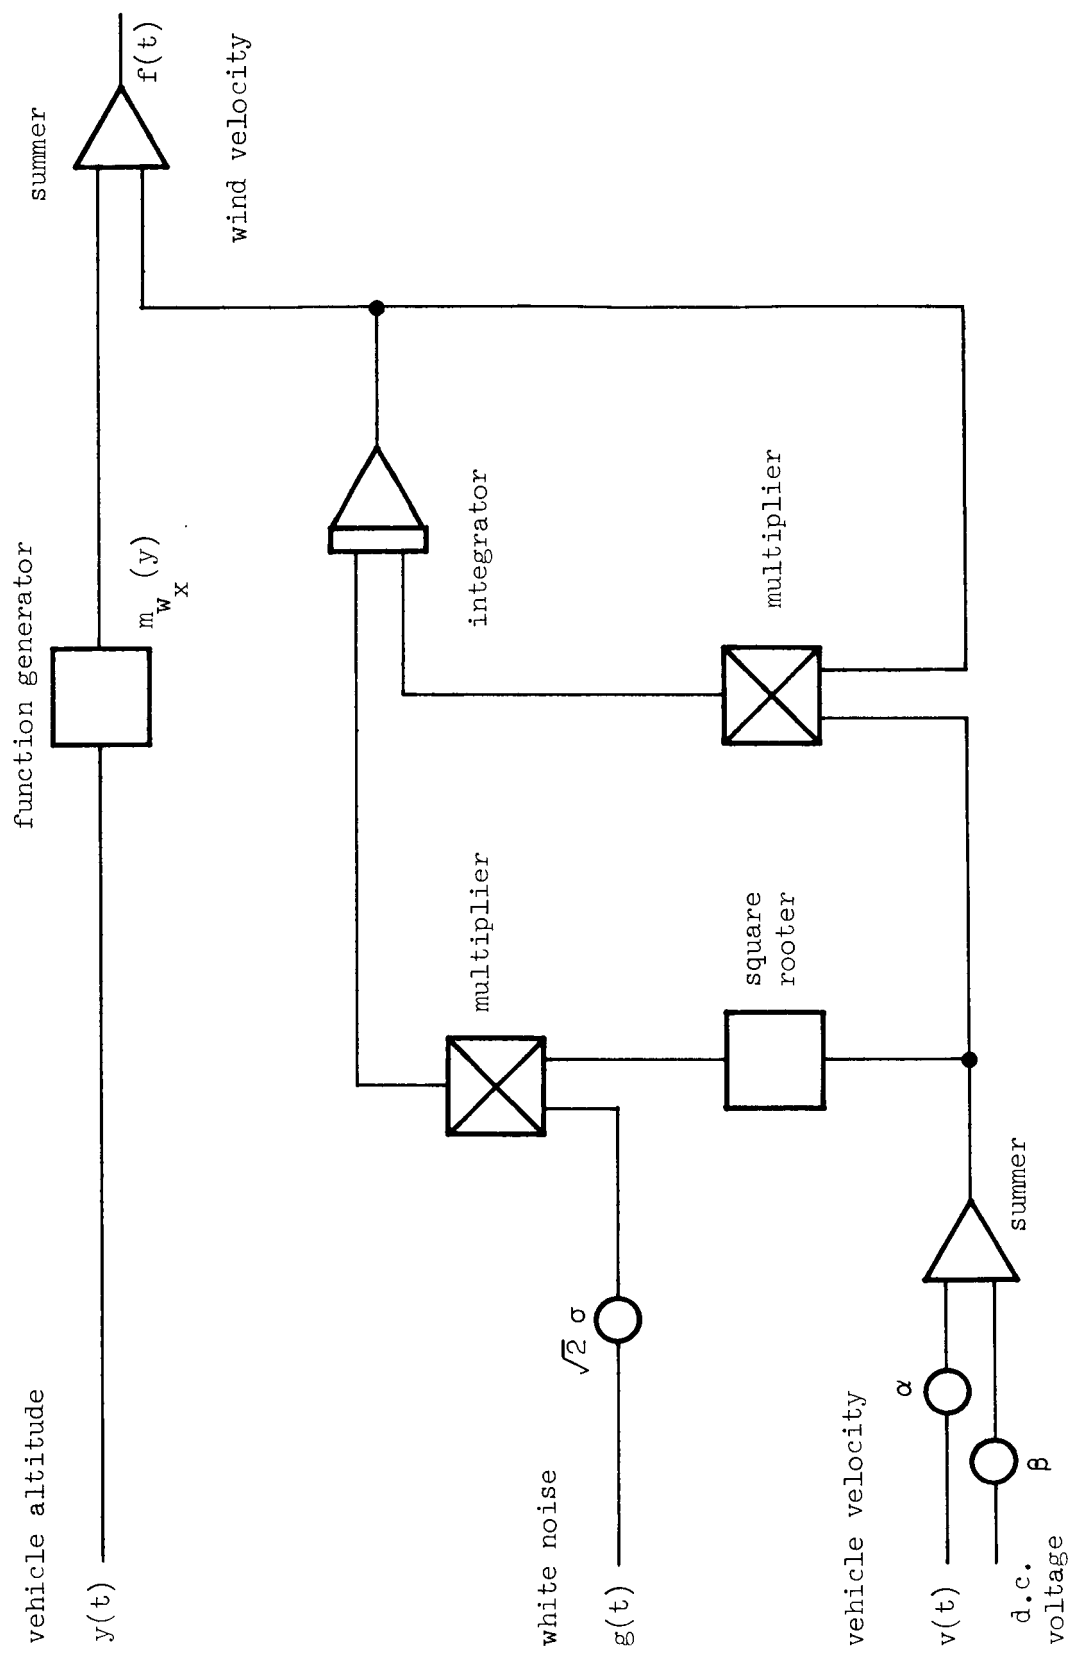 vehicle altitude
y(t)
function generator
m_{w_x}(y)
summer
f(t)
wind velocity
integrator
multiplier
multiplier
square
rooter
white noise
g(t)
√2 σ
vehicle velocity
v(t)
α
d.c.
voltage
β
summer